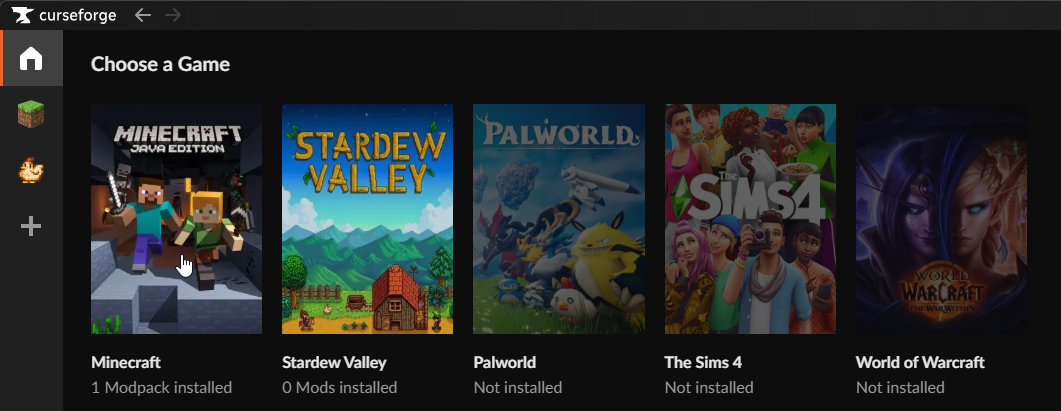 curseforge
Choose a Game
MINECRAFT
JAVA EDITION
STARDEW
VALLEY
PALWORLD
The
SIMS4
WORLD
OF
WARCRAFT
THE WAR WITHIN
Minecraft
1 Modpack installed
Stardew Valley
0 Mods installed
Palworld
Not installed
The Sims 4
Not installed
World of Warcraft
Not installed